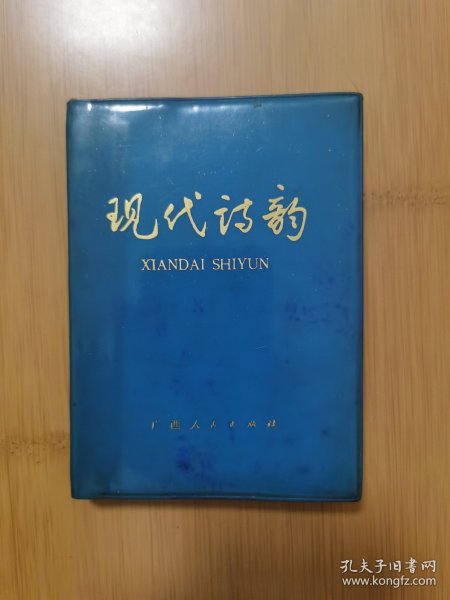 现代诗韵
XIANDAI SHIYUN
广西人民出版社
孔夫子旧书网
www.kongfz.com